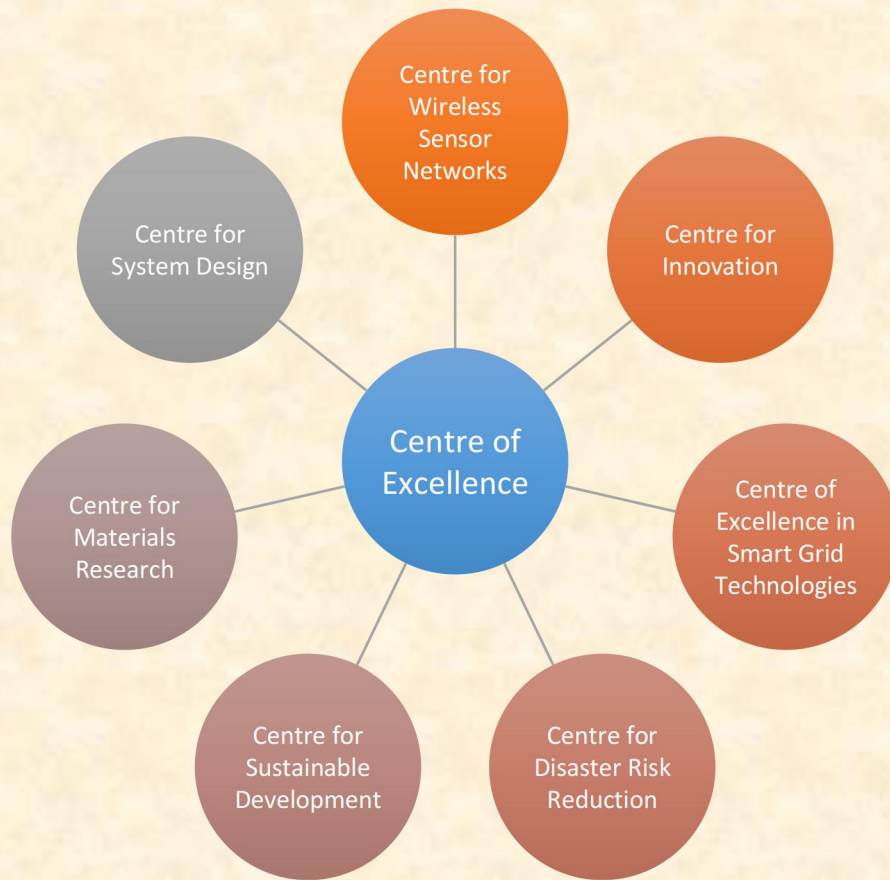 Centre for
Wireless
Sensor
Networks
Centre for
System Design
Centre for
Innovation
Centre of
Excellence
Centre for
Materials
Research
Centre of
Excellence in
Smart Grid
Technologies
Centre for
Sustainable
Development
Centre for
Disaster Risk
Reduction